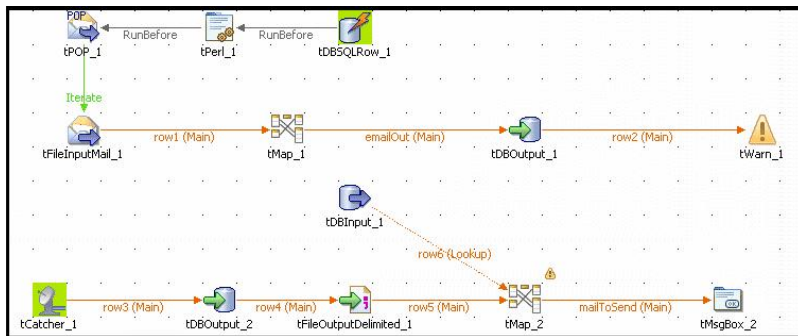 POP
RunBefore
RunBefore
tPOP_1
tPerl_1
tDBSQLRow_1
Iterate
row1 (Main)
emailOut (Main)
row2 (Main)
tFileInputMail_1
tMap_1
tDBOutput_1
tWarn_1
tDBInput_1
row6 (Lookup)
row3 (Main)
row4 (Main)
row5 (Main)
mailToSend (Main)
tCatcher_1
tDBOutput_2
tFileOutputDelimited_1
tMap_2
tMsgBox_2